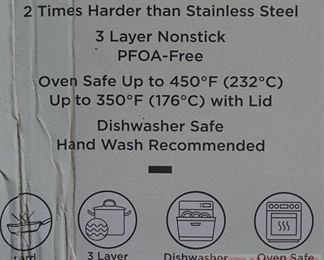 2 Times Harder than Stainless Steel
3 Layer Nonstick
PFOA-Free
Oven Safe Up to 450°F (232°C)
Up to 350°F (176°C) with Lid
Dishwasher Safe
Hand Wash Recommended
3 Layer
Dishwasher
Oven Safe